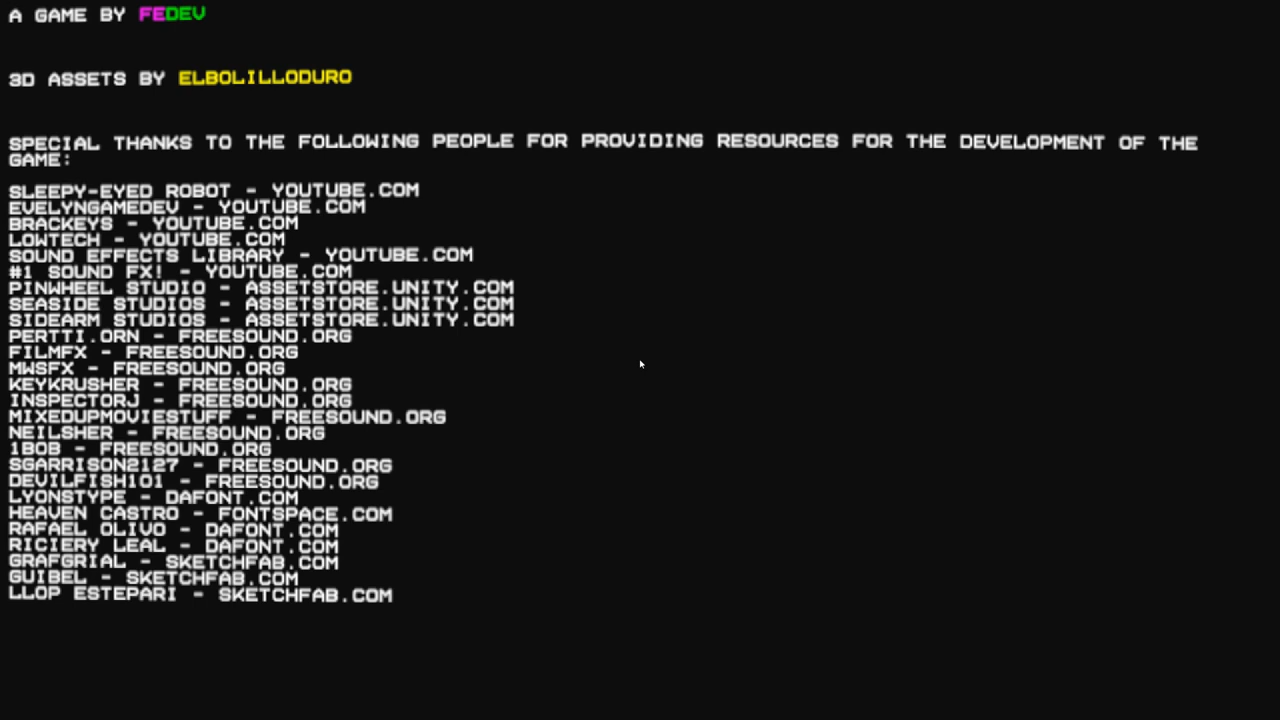 A GAME BY FEDEV
3D ASSETS BY ELBOLILLODURO
SPECIAL THANKS TO THE FOLLOWING PEOPLE FOR PROVIDING RESOURCES FOR THE DEVELOPMENT OF THE
GAME:
SLEEPY-EYED ROBOT - YOUTUBE.COM
EVELYNGAMEDEV - YOUTUBE.COM
BRACKEYS - YOUTUBE.COM
LOWTECH - YOUTUBE.COM
SOUND EFFECTS LIBRARY - YOUTUBE.COM
#1 SOUND FX! - YOUTUBE.COM
PINWHEEL STUDIO - ASSETSTORE.UNITY.COM
SEASIDE STUDIOS - ASSETSTORE.UNITY.COM
SIDEARM STUDIOS - ASSETSTORE.UNITY.COM
PERTTI.ORN - FREESOUND.ORG
FILMFX - FREESOUND.ORG
MWSFX - FREESOUND.ORG
KEYKRUSHER - FREESOUND.ORG
INSPECTORJ - FREESOUND.ORG
MIXEDUPMOVIESTUFF - FREESOUND.ORG
NEILSHER - FREESOUND.ORG
1BOB - FREESOUND.ORG
SGARRISON2127 - FREESOUND.ORG
DEVILFISH101 - FREESOUND.ORG
LYONSTYPE - DAFONT.COM
HEAVEN CASTRO - FONTSPACE.COM
RAFAEL OLIVO - DAFONT.COM
RICIERY LEAL - DAFONT.COM
GRAFGRIAL - SKETCHFAB.COM
GUIBEL - SKETCHFAB.COM
LLOP ESTEPARI - SKETCHFAB.COM